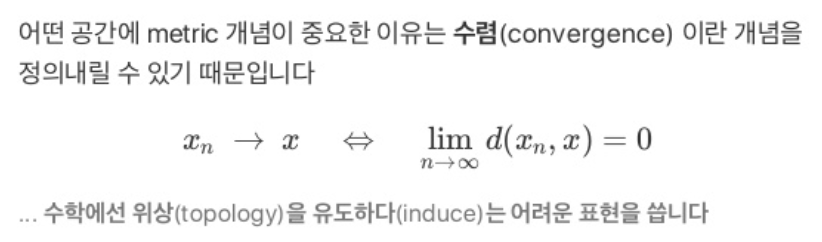 어떤 공간에 metric 개념이 중요한 이유는 수렴(convergence) 이란 개념을
정의내릴 수 있기 때문입니다
xₙ → x ⇔ lim n→∞ d(xₙ, x) = 0
... 수학에선 위상(topology)을 유도하다(induce)는 어려운 표현을 씁니다